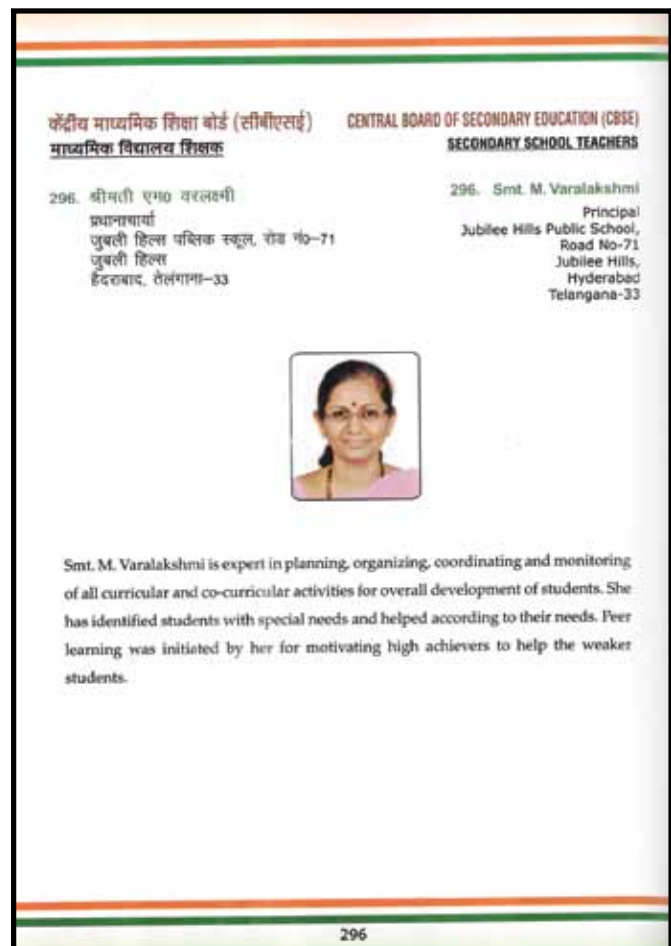 केंद्रीय माध्यमिक शिक्षा बोर्ड (सीबीएसई)
माध्यमिक विद्यालय शिक्षक
296. श्रीमती एम0 वरलक्ष्मी
प्रधानाचार्या
जुबली हिल्स पब्लिक स्कूल, रोड नं0–71
जुबली हिल्स
हैदराबाद, तेलंगाना–33
CENTRAL BOARD OF SECONDARY EDUCATION (CBSE)
SECONDARY SCHOOL TEACHERS
296. Smt. M. Varalakshmi
Principal
Jubilee Hills Public School,
Road No-71
Jubilee Hills,
Hyderabad
Telangana-33
Smt. M. Varalakshmi is expert in planning, organizing, coordinating and monitoring
of all curricular and co-curricular activities for overall development of students. She
has identified students with special needs and helped according to their needs. Peer
learning was initiated by her for motivating high achievers to help the weaker
students.
296